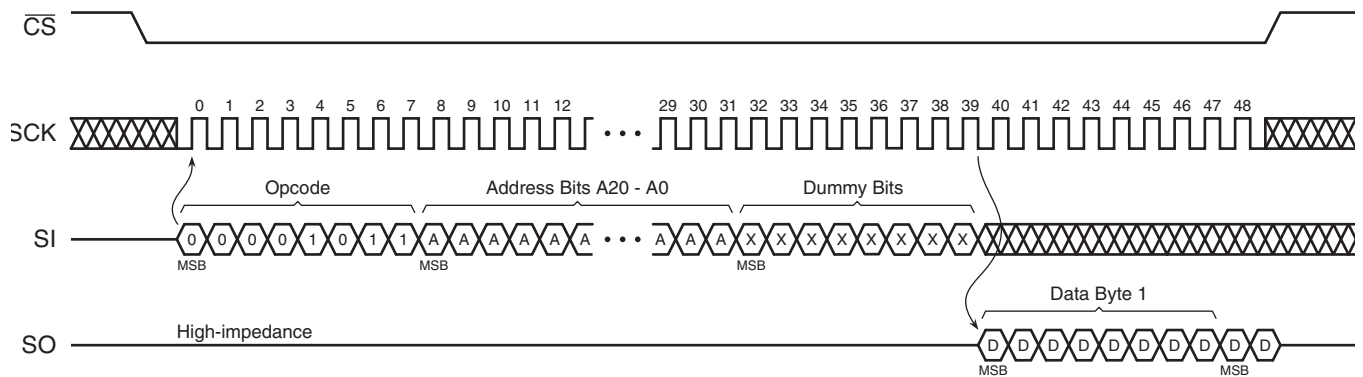 CS
0 1 2 3 4 5 6 7 8 9 10 11 12 29 30 31 32 33 34 35 36 37 38 39 40 41 42 43 44 45 46 47 48
SCK
Opcode Address Bits A20 - A0 Dummy Bits
SI 0 0 0 0 1 0 1 1 A A A A A A • • • A A A X X X X X X X X
MSB MSB MSB
Data Byte 1
High-impedance
SO D D D D D D D D D D
MSB MSB